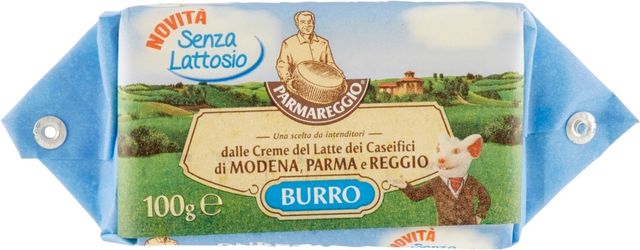 NOVITÀ
Senza
Lattosio
PARMAREGGIO
Una scelta da intenditori
dalle Creme del Latte dei Caseifici
di MODENA, PARMA e REGGIO
100g ℮
BURRO